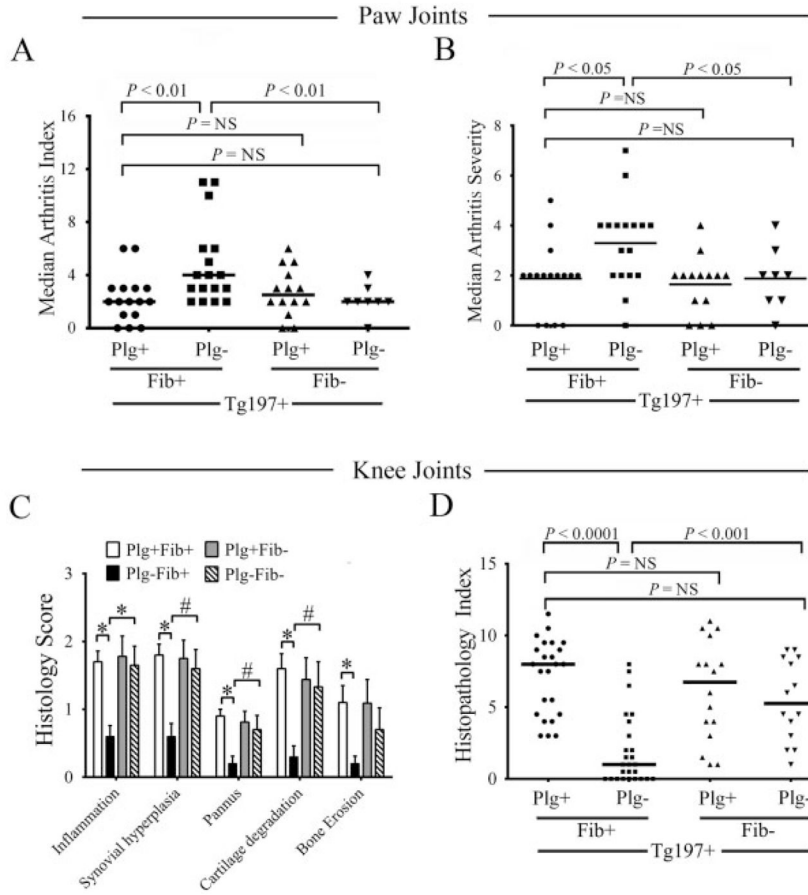 Paw Joints
A
P < 0.01
P < 0.01
P = NS
P = NS
Median Arthritis Index
16
12
8
4
0
Plg+ Plg- Plg+ Plg-
Fib+ Fib-
Tg197+
B
P < 0.05
P < 0.05
P =NS
P =NS
Median Arthritis Severity
8
6
4
2
0
Plg+ Plg- Plg+ Plg-
Fib+ Fib-
Tg197+
Knee Joints
C
Plg+Fib+ Plg+Fib-
Plg-Fib+ Plg-Fib-
Histology Score
3
2
1
0
* * * # * # * # *
Inflammation
Synovial hyperplasia
Pannus
Cartilage degradation
Bone Erosion
D
P < 0.0001
P < 0.001
P = NS
P = NS
Histopathology Index
15
10
5
0
Plg+ Plg- Plg+ Plg-
Fib+ Fib-
Tg197+